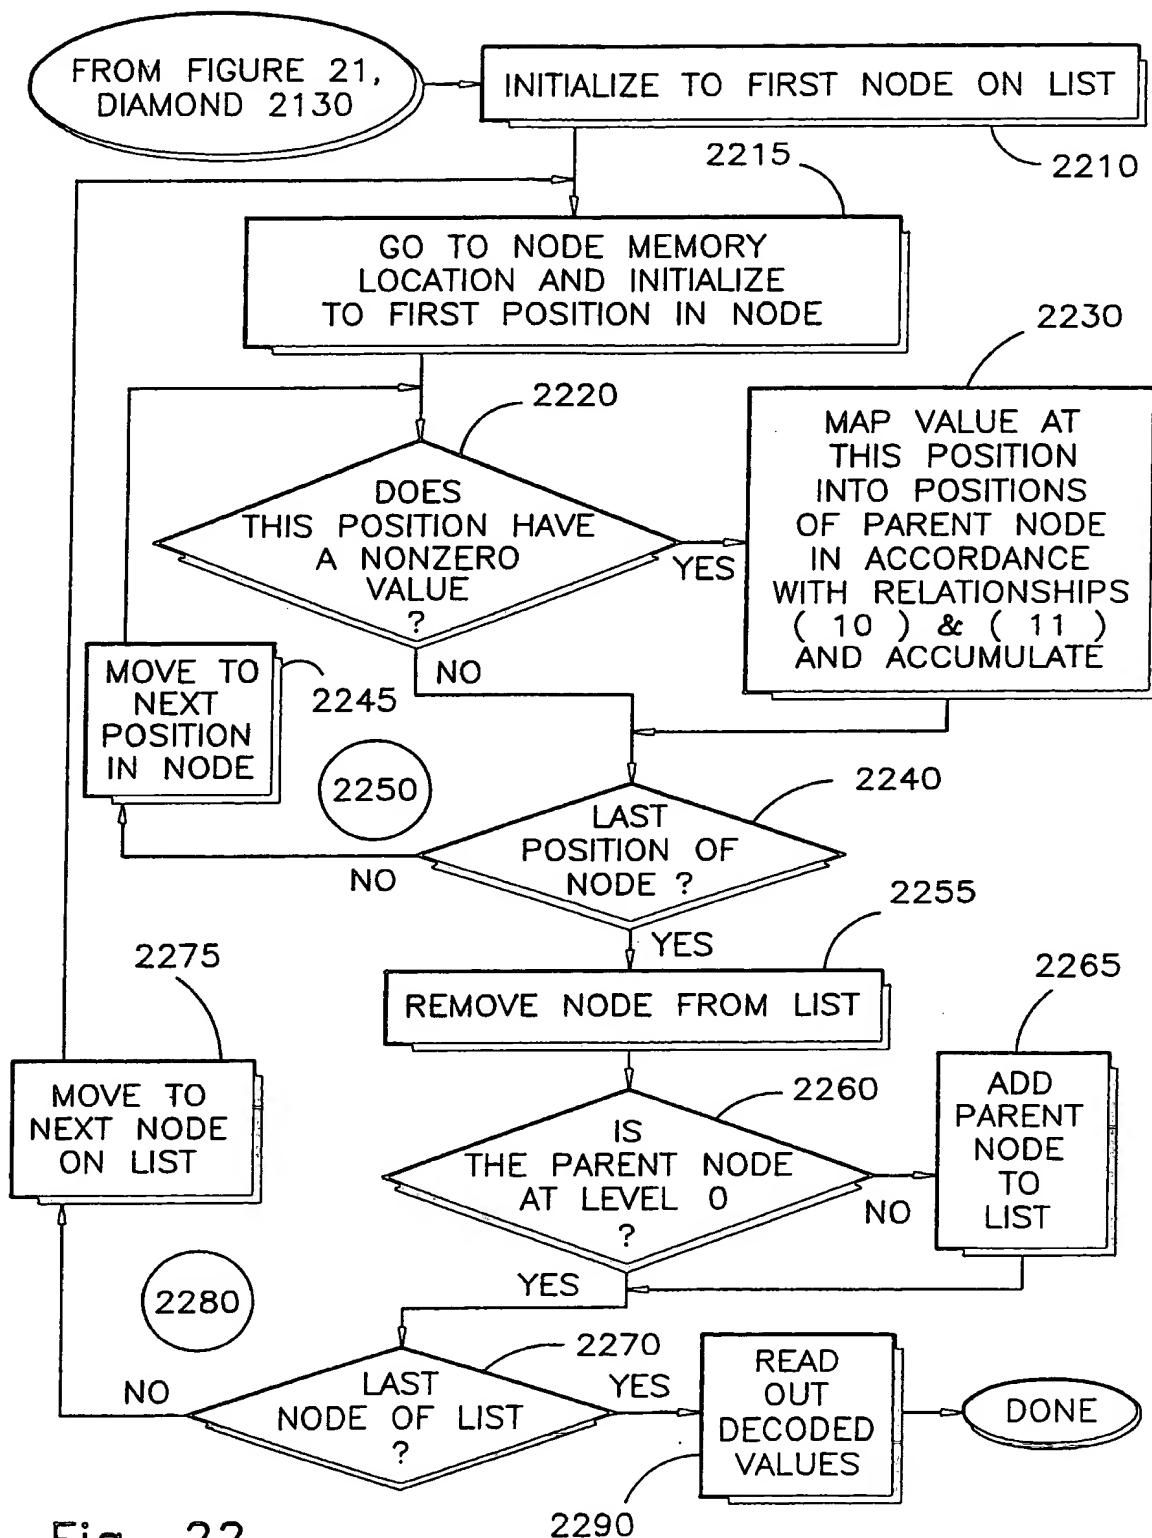 FROM FIGURE 21,
DIAMOND 2130
INITIALIZE TO FIRST NODE ON LIST
2210
2215
GO TO NODE MEMORY
LOCATION AND INITIALIZE
TO FIRST POSITION IN NODE
2220
DOES
THIS POSITION HAVE
A NONZERO
VALUE
?
YES
NO
2230
MAP VALUE AT
THIS POSITION
INTO POSITIONS
OF PARENT NODE
IN ACCORDANCE
WITH RELATIONSHIPS
( 10 ) & ( 11 )
AND ACCUMULATE
MOVE TO
NEXT
POSITION
IN NODE
2245
2250
2240
LAST
POSITION OF
NODE ?
NO
YES
2255
REMOVE NODE FROM LIST
2275
MOVE TO
NEXT NODE
ON LIST
2260
IS
THE PARENT NODE
AT LEVEL 0
?
NO
YES
2265
ADD
PARENT
NODE
TO
LIST
2280
2270
LAST
NODE OF LIST
?
NO
YES
READ
OUT
DECODED
VALUES
2290
DONE
Fig. 22